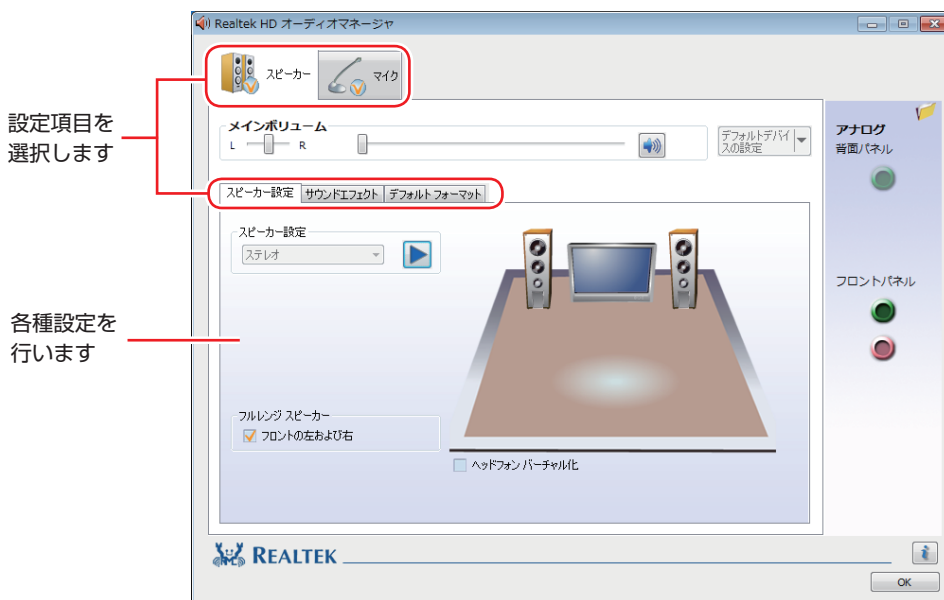 Realtek HD オーディオマネージャ
スピーカー
マイク
設定項目を
選択します
メインボリューム
L
R
デフォルトデバイ
スの設定
アナログ
背面パネル
スピーカー設定
サウンドエフェクト
デフォルト フォーマット
スピーカー設定
ステレオ
フロントパネル
各種設定を
行います
フルレンジ スピーカー
フロントの左および右
ヘッドフォン バーチャル化
REALTEK
i
OK